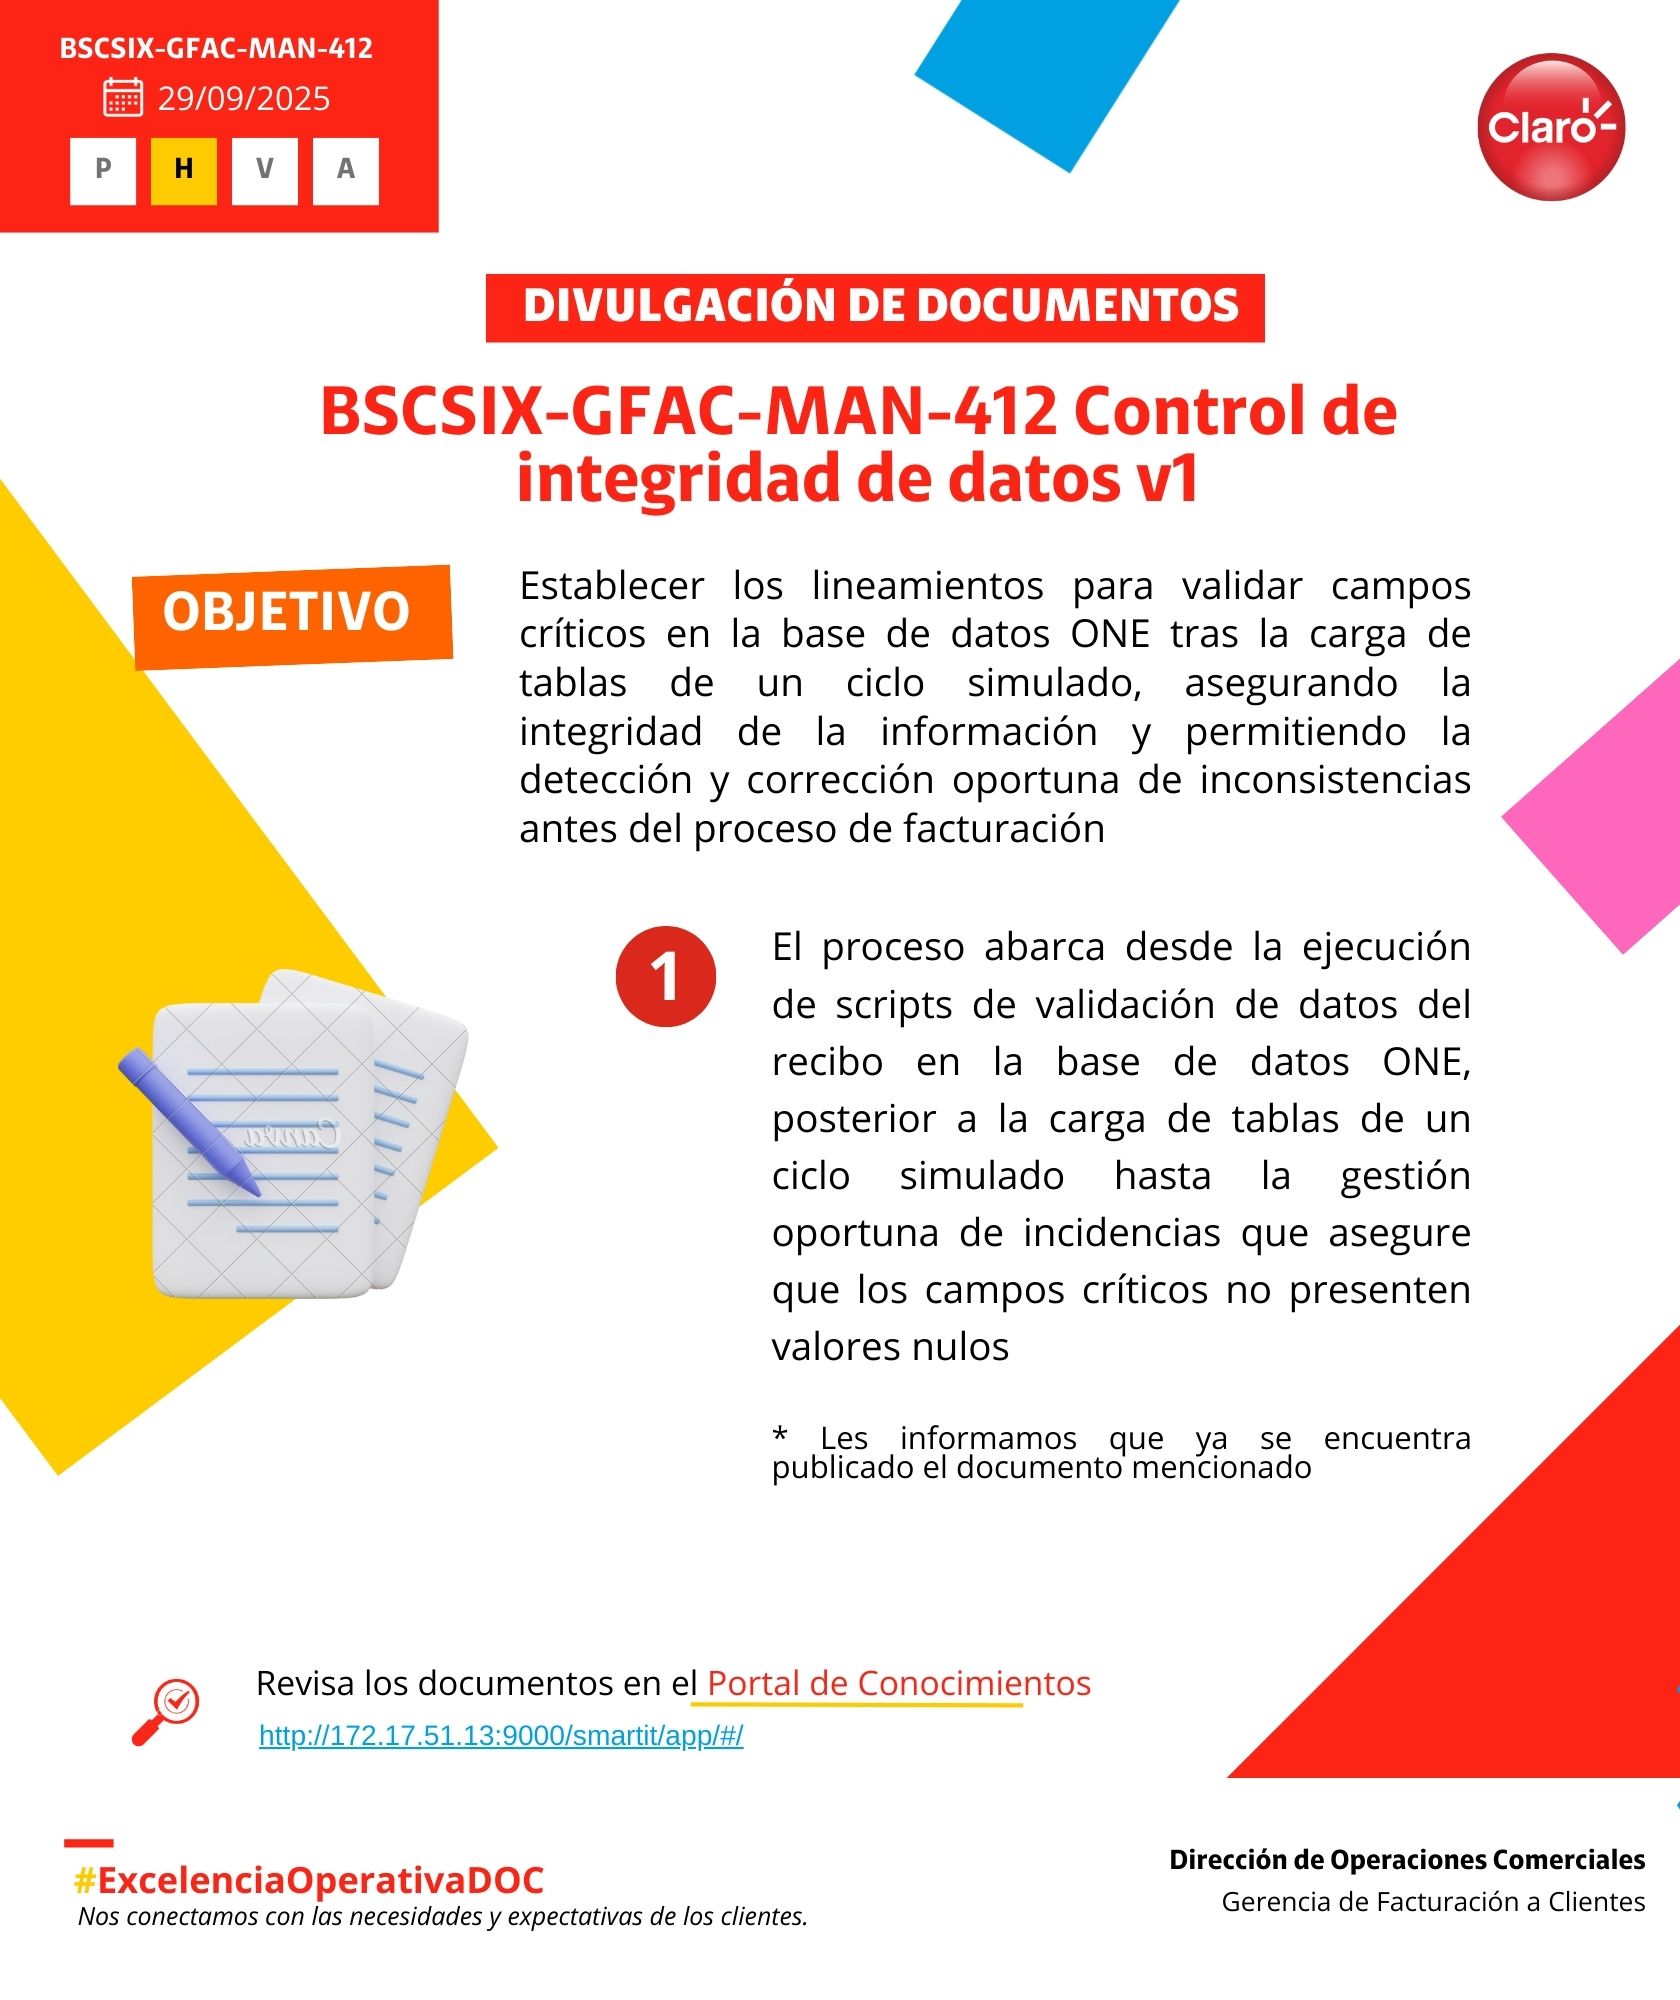 BSCSIX-GFAC-MAN-412
29/09/2025
P H V A
Claro
DIVULGACIÓN DE DOCUMENTOS
BSCSIX-GFAC-MAN-412 Control de
integridad de datos v1
OBJETIVO
Establecer los lineamientos para validar campos
críticos en la base de datos ONE tras la carga de
tablas de un ciclo simulado, asegurando la
integridad de la información y permitiendo la
detección y corrección oportuna de inconsistencias
antes del proceso de facturación
1
El proceso abarca desde la ejecución
de scripts de validación de datos del
recibo en la base de datos ONE,
posterior a la carga de tablas de un
ciclo simulado hasta la gestión
oportuna de incidencias que asegure
que los campos críticos no presenten
valores nulos
Canva
* Les informamos que ya se encuentra
publicado el documento mencionado
Revisa los documentos en el Portal de Conocimientos
http://172.17.51.13:9000/smartit/app/#/
#ExcelenciaOperativaDOC
Nos conectamos con las necesidades y expectativas de los clientes.
Dirección de Operaciones Comerciales
Gerencia de Facturación a Clientes